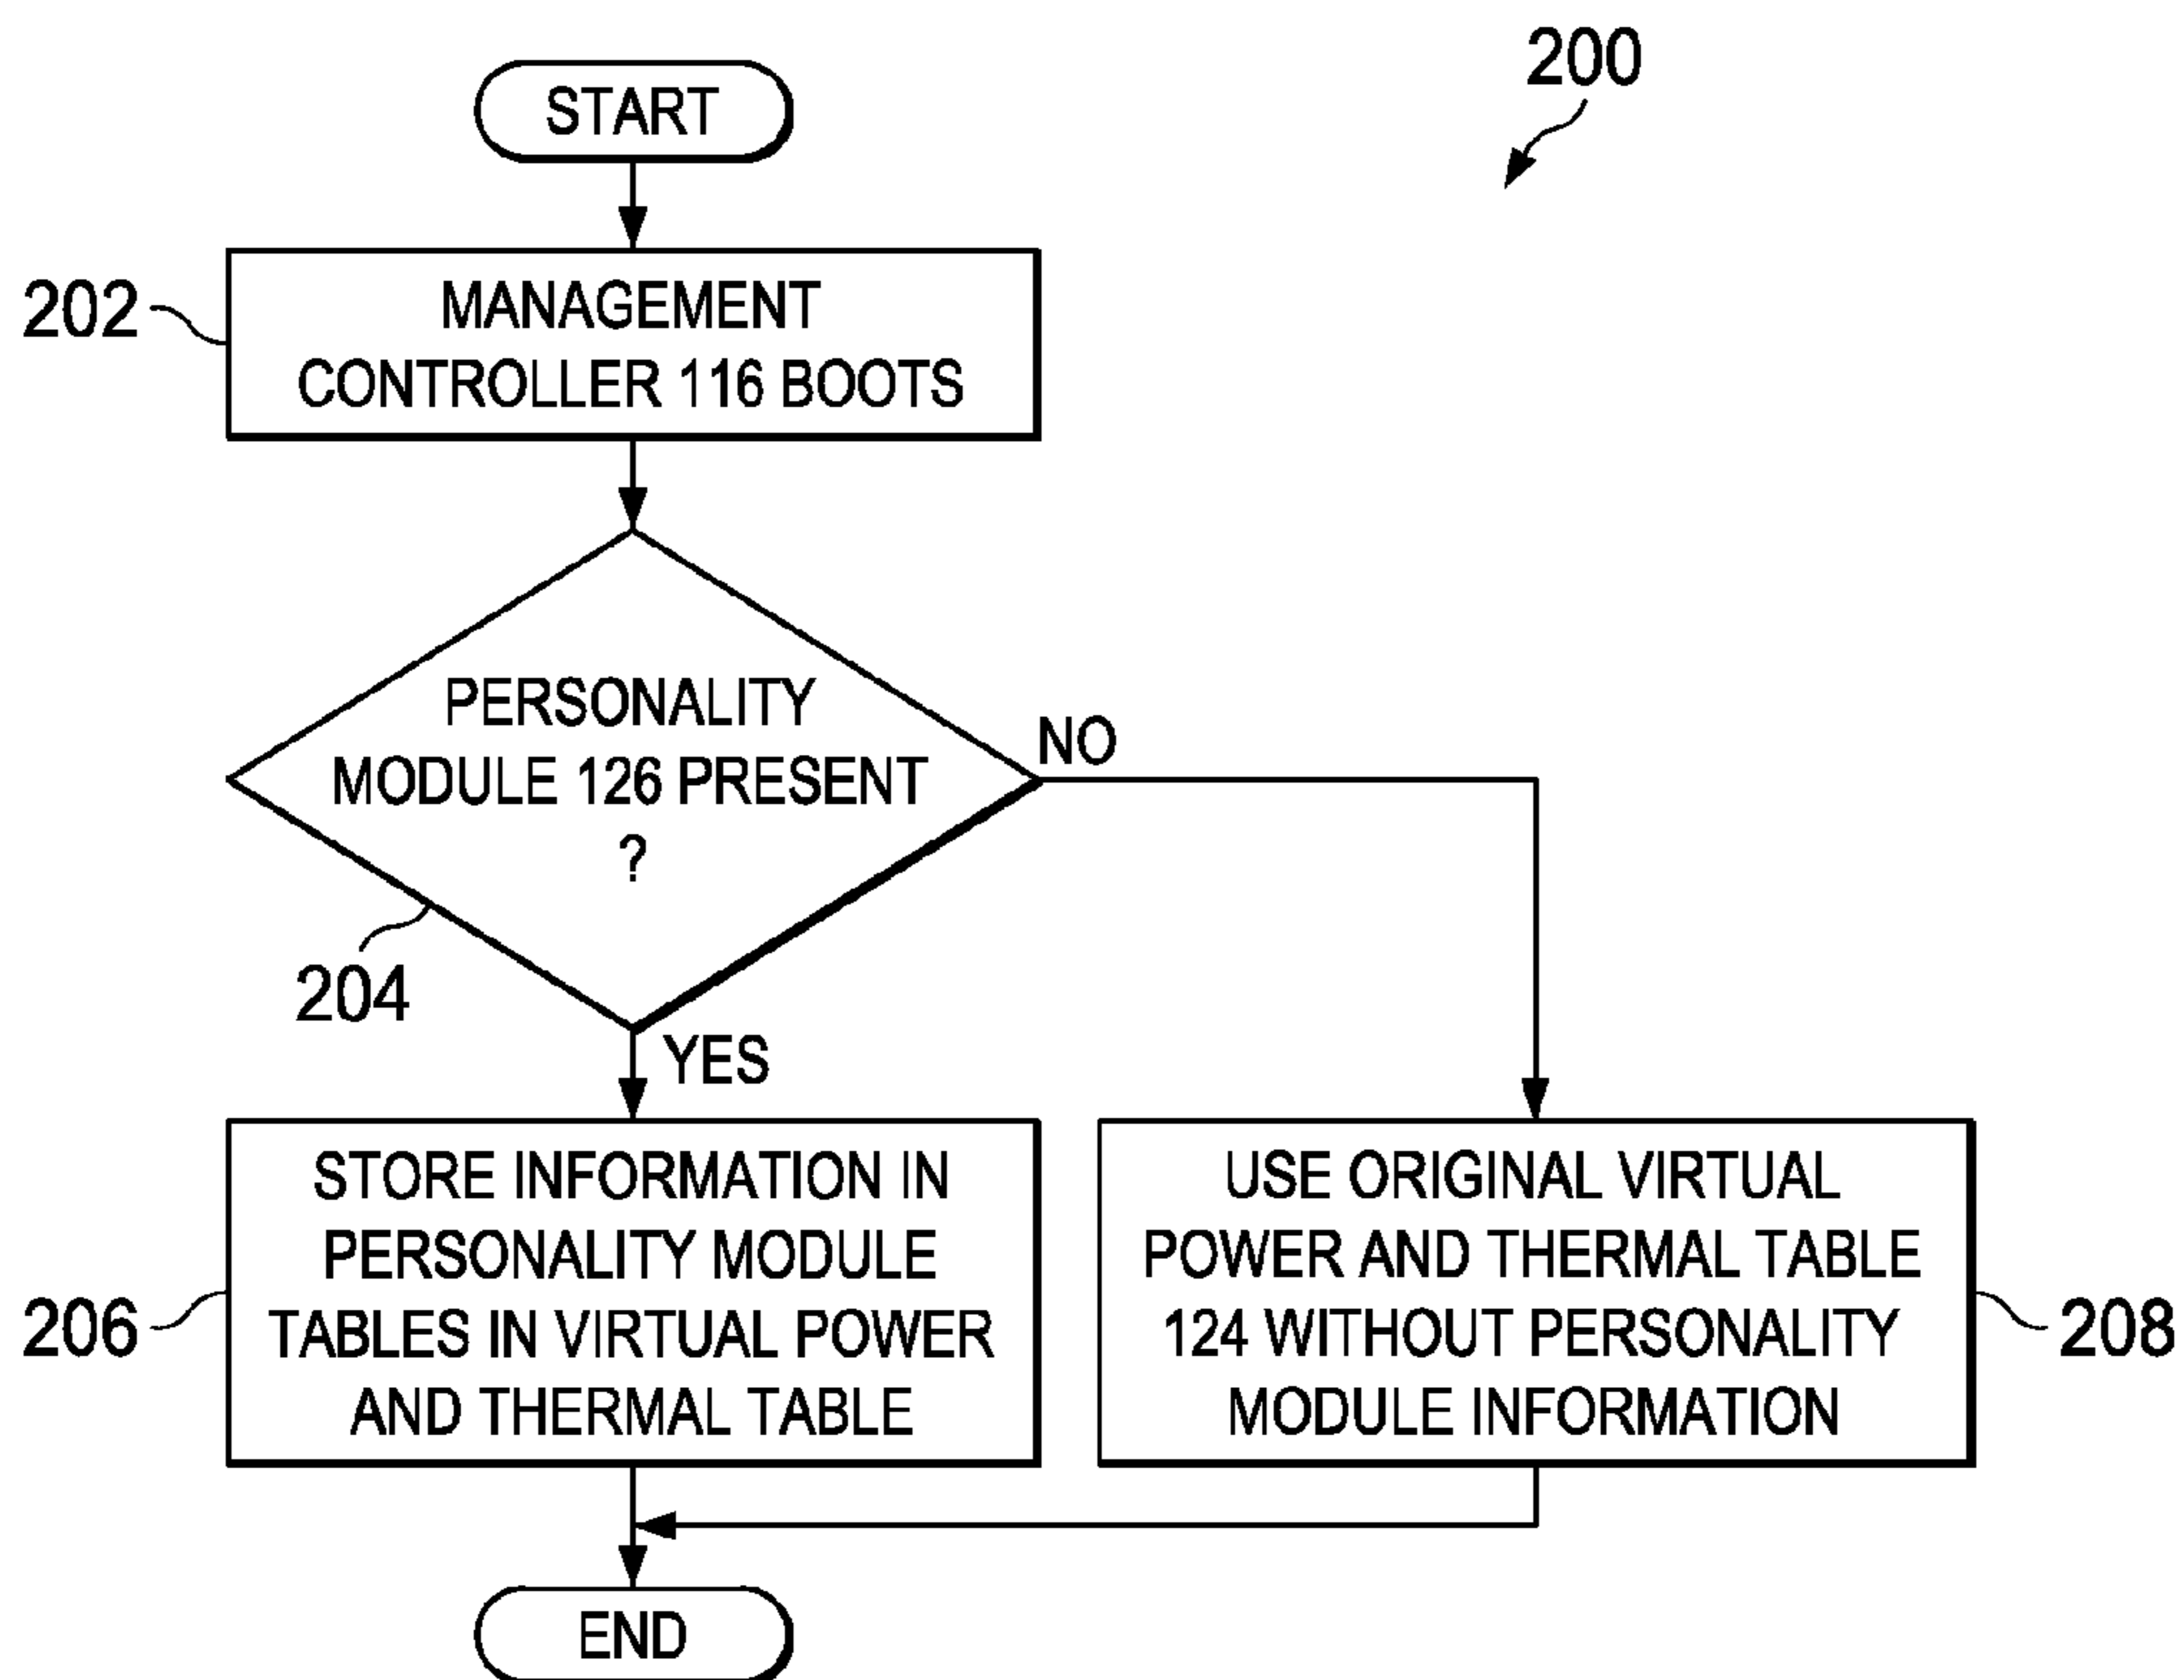 200
START
202
MANAGEMENT
CONTROLLER 116 BOOTS
PERSONALITY
MODULE 126 PRESENT
?
NO
204
YES
STORE INFORMATION IN
PERSONALITY MODULE
TABLES IN VIRTUAL POWER
AND THERMAL TABLE
206
USE ORIGINAL VIRTUAL
POWER AND THERMAL TABLE
124 WITHOUT PERSONALITY
MODULE INFORMATION
208
END